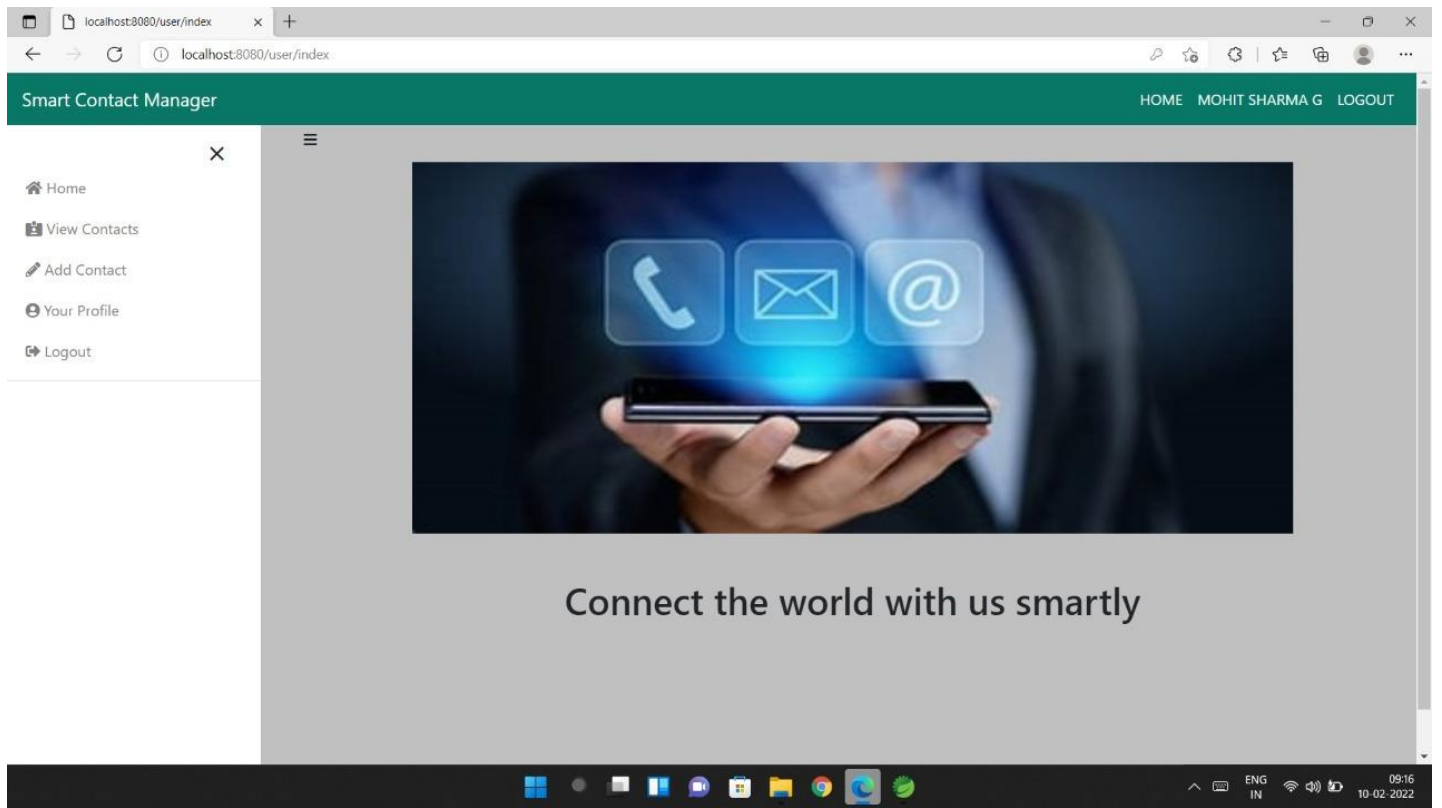 localhost:8080/user/index
localhost:8080/user/index
Smart Contact Manager
HOME MOHIT SHARMA G LOGOUT
Home
View Contacts
Add Contact
Your Profile
Logout
@
Connect the world with us smartly
ENG
IN
09:16
10-02-2022